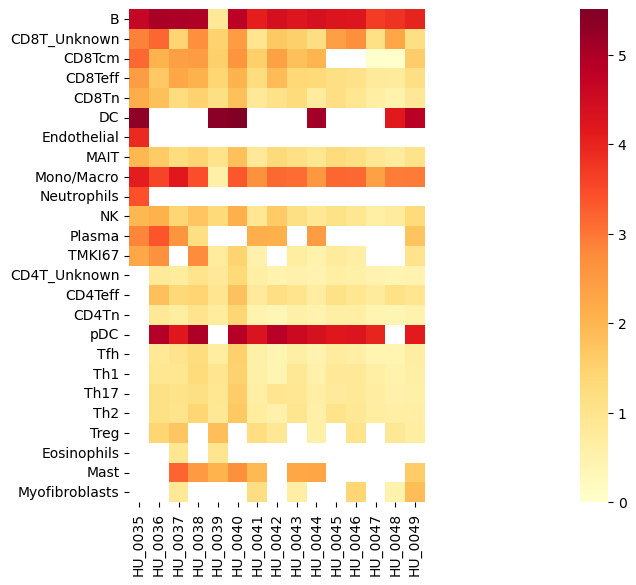 B
CD8T_Unknown
CD8Tcm
CD8Teff
CD8Tn
DC
Endothelial
MAIT
Mono/Macro
Neutrophils
NK
Plasma
TMKI67
CD4T_Unknown
CD4Teff
CD4Tn
pDC
Tfh
Th1
Th17
Th2
Treg
Eosinophils
Mast
Myofibroblasts
HU_0035
HU_0036
HU_0037
HU_0038
HU_0039
HU_0040
HU_0041
HU_0042
HU_0043
HU_0044
HU_0045
HU_0046
HU_0047
HU_0048
HU_0049
5
4
3
2
1
0